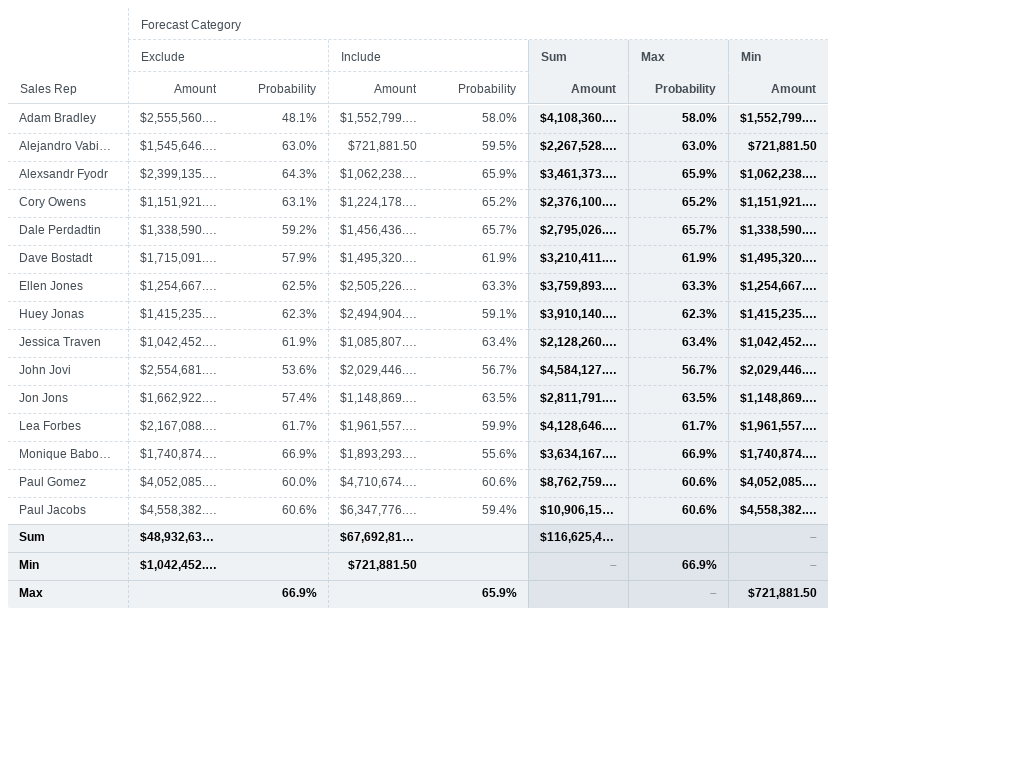 Forecast Category
Exclude Include Sum Max Min
Sales Rep Amount Probability Amount Probability Amount Probability Amount
Adam Bradley $2,555,560.… 48.1% $1,552,799.… 58.0% $4,108,360.… 58.0% $1,552,799.…
Alejandro Vabi… $1,545,646.… 63.0% $721,881.50 59.5% $2,267,528.… 63.0% $721,881.50
Alexsandr Fyodr $2,399,135.… 64.3% $1,062,238.… 65.9% $3,461,373.… 65.9% $1,062,238.…
Cory Owens $1,151,921.… 63.1% $1,224,178.… 65.2% $2,376,100.… 65.2% $1,151,921.…
Dale Perdadtin $1,338,590.… 59.2% $1,456,436.… 65.7% $2,795,026.… 65.7% $1,338,590.…
Dave Bostadt $1,715,091.… 57.9% $1,495,320.… 61.9% $3,210,411.… 61.9% $1,495,320.…
Ellen Jones $1,254,667.… 62.5% $2,505,226.… 63.3% $3,759,893.… 63.3% $1,254,667.…
Huey Jonas $1,415,235.… 62.3% $2,494,904.… 59.1% $3,910,140.… 62.3% $1,415,235.…
Jessica Traven $1,042,452.… 61.9% $1,085,807.… 63.4% $2,128,260.… 63.4% $1,042,452.…
John Jovi $2,554,681.… 53.6% $2,029,446.… 56.7% $4,584,127.… 56.7% $2,029,446.…
Jon Jons $1,662,922.… 57.4% $1,148,869.… 63.5% $2,811,791.… 63.5% $1,148,869.…
Lea Forbes $2,167,088.… 61.7% $1,961,557.… 59.9% $4,128,646.… 61.7% $1,961,557.…
Monique Babo… $1,740,874.… 66.9% $1,893,293.… 55.6% $3,634,167.… 66.9% $1,740,874.…
Paul Gomez $4,052,085.… 60.0% $4,710,674.… 60.6% $8,762,759.… 60.6% $4,052,085.…
Paul Jacobs $4,558,382.… 60.6% $6,347,776.… 59.4% $10,906,15… 60.6% $4,558,382.…
Sum $48,932,63… $67,692,81… $116,625,4… –
Min $1,042,452.… $721,881.50 – 66.9% –
Max 66.9% 65.9% – $721,881.50